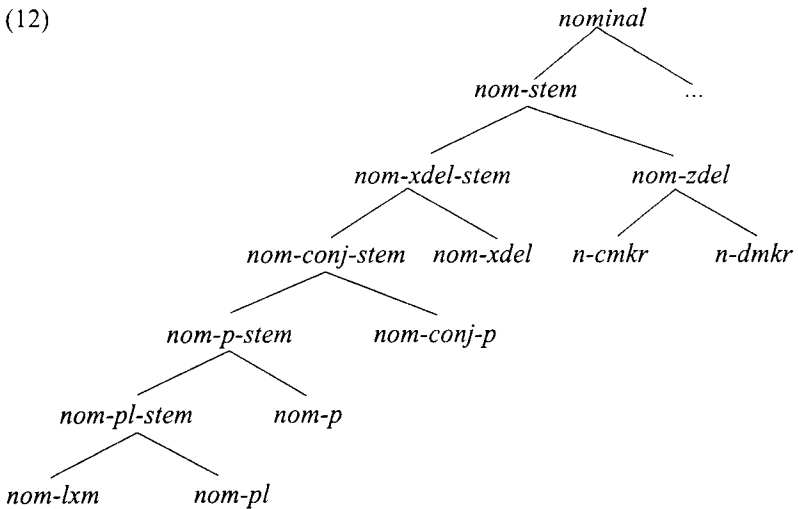 (12) nominal
nom-stem ...
nom-xdel-stem nom-zdel
nom-conj-stem nom-xdel n-cmkr n-dmkr
nom-p-stem nom-conj-p
nom-pl-stem nom-p
nom-lxm nom-pl